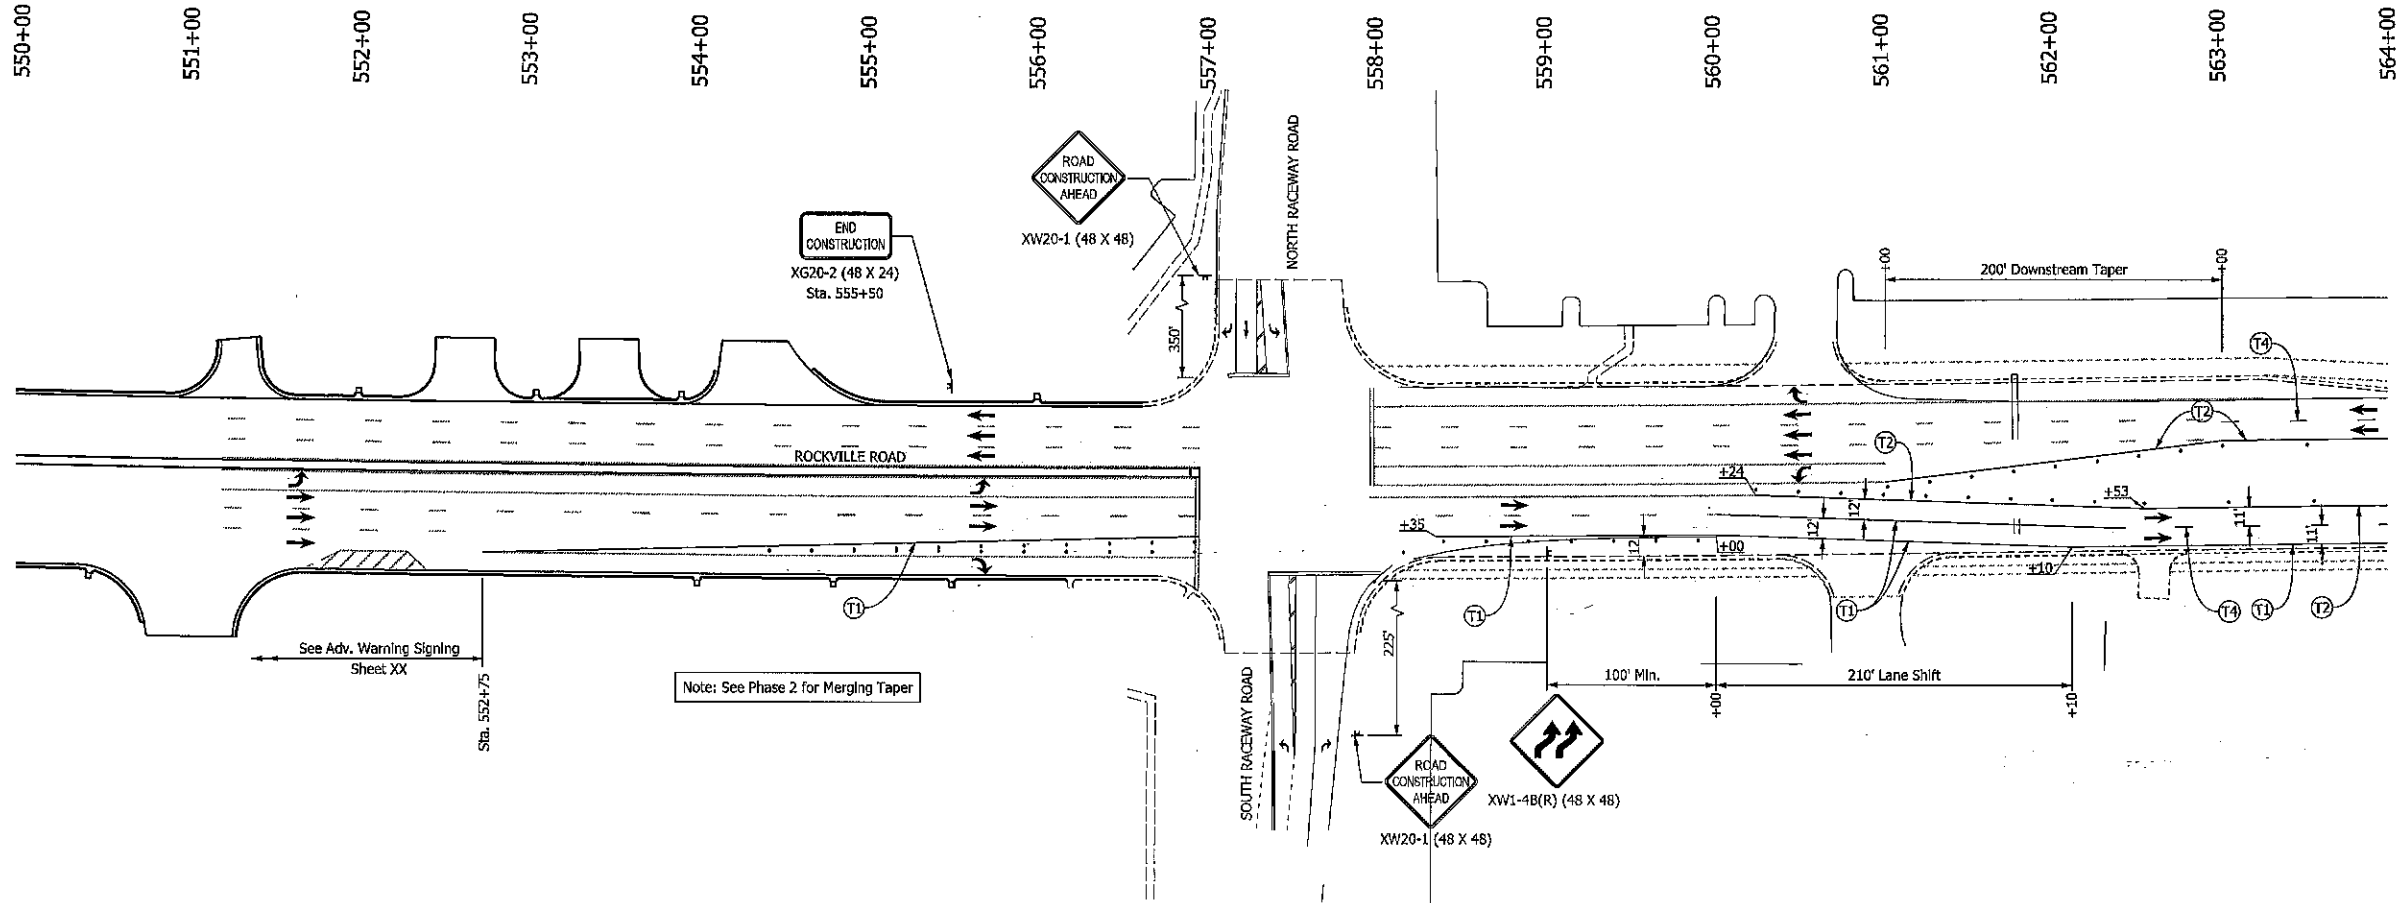 550+00
551+00
552+00
553+00
554+00
555+00
556+00
557+00
558+00
559+00
560+00
561+00
562+00
563+00
564+00
ROAD
CONSTRUCTION
AHEAD
XW20-1 (48 X 48)
NORTH RACEWAY ROAD
END
CONSTRUCTION
XG20-2 (48 X 24)
Sta. 555+50
350'
+00
200' Downstream Taper
+00
T4
T2
T2
ROCKVILLE ROAD
+24
+53
12'
12'
11'
11'
+35
12'
+00
+10
T1
T1
T1
T4
T1
T2
See Adv. Warning Signing
Sheet XX
Sta. 552+75
Note: See Phase 2 for Merging Taper
SOUTH RACEWAY ROAD
225'
100' Min.
210' Lane Shift
+00
+10
ROAD
CONSTRUCTION
AHEAD
XW20-1 (48 X 48)
XW1-4B(R) (48 X 48)